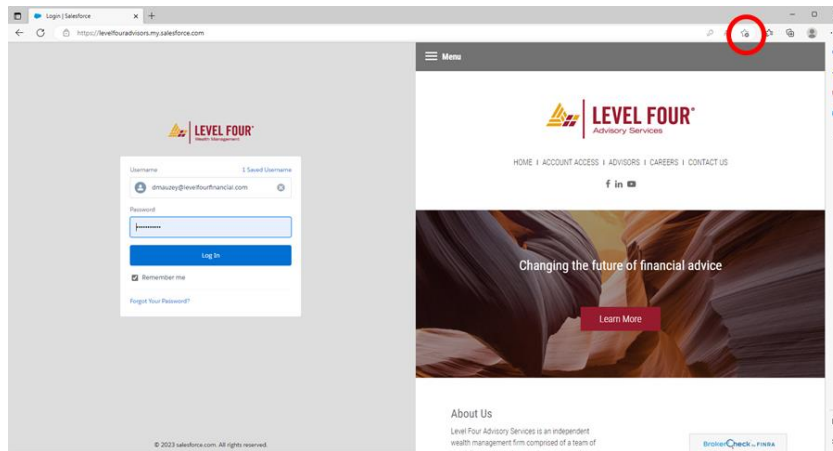 Login | Salesforce
https://levelfouradvisors.my.salesforce.com
LEVEL FOUR
Wealth Management
Username
1 Saved Username
dmauzey@levelfourfinancial.com
Password
Log In
Remember me
Forgot Your Password?
© 2023 salesforce.com. All rights reserved.
Menu
LEVEL FOUR
Advisory Services
HOME I ACCOUNT ACCESS I ADVISORS I CAREERS I CONTACT US
Changing the future of financial advice
Learn More
About Us
Level Four Advisory Services is an independent
wealth management firm comprised of a team of
BrokerCheck by FINRA